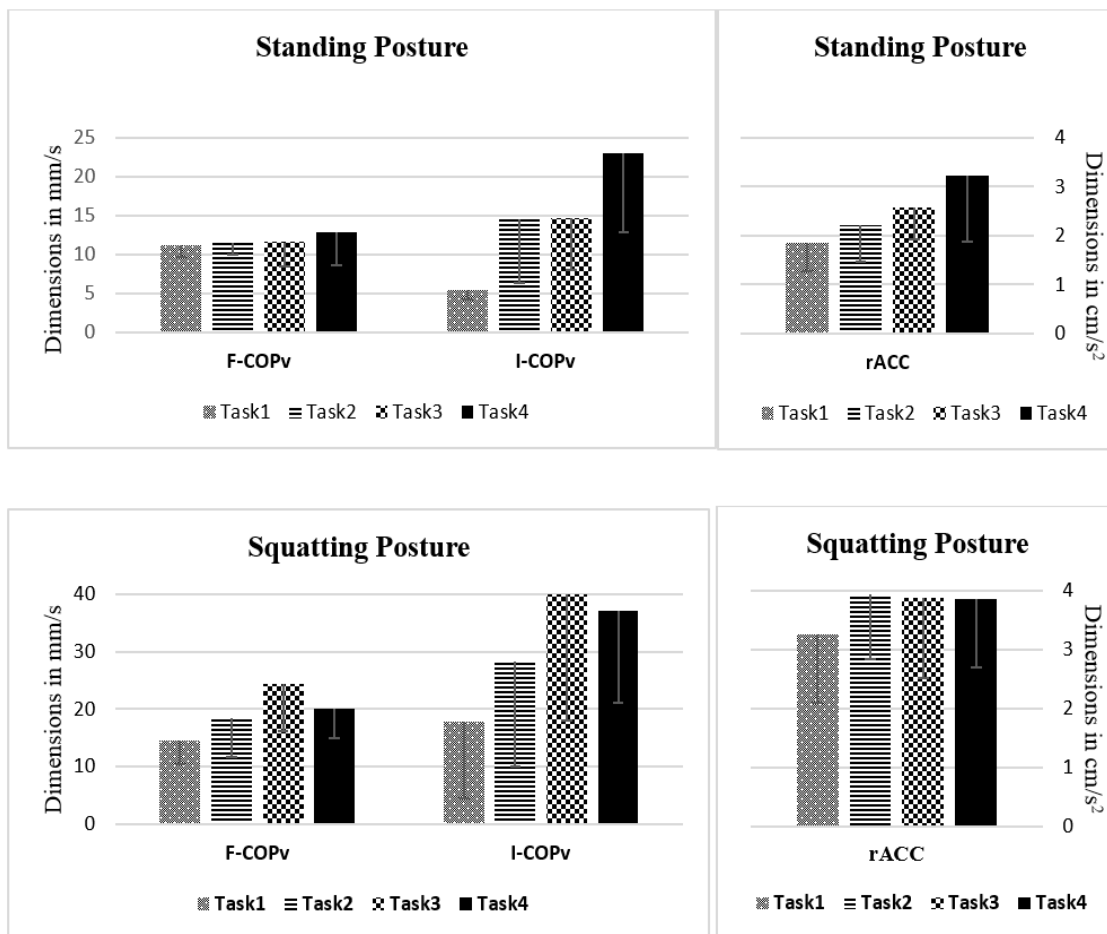 Standing Posture
Dimensions in mm/s
25
20
15
10
5
0
F-COPv I-COPv
Task1 Task2 Task3 Task4
Standing Posture
4
3
2
1
0
Dimensions in cm/s²
rACC
Task1 Task2 Task3 Task4
Squatting Posture
Dimensions in mm/s
40
30
20
10
0
F-COPv I-COPv
Task1 Task2 Task3 Task4
Squatting Posture
4
3
2
1
0
Dimensions in cm/s²
rACC
Task1 Task2 Task3 Task4